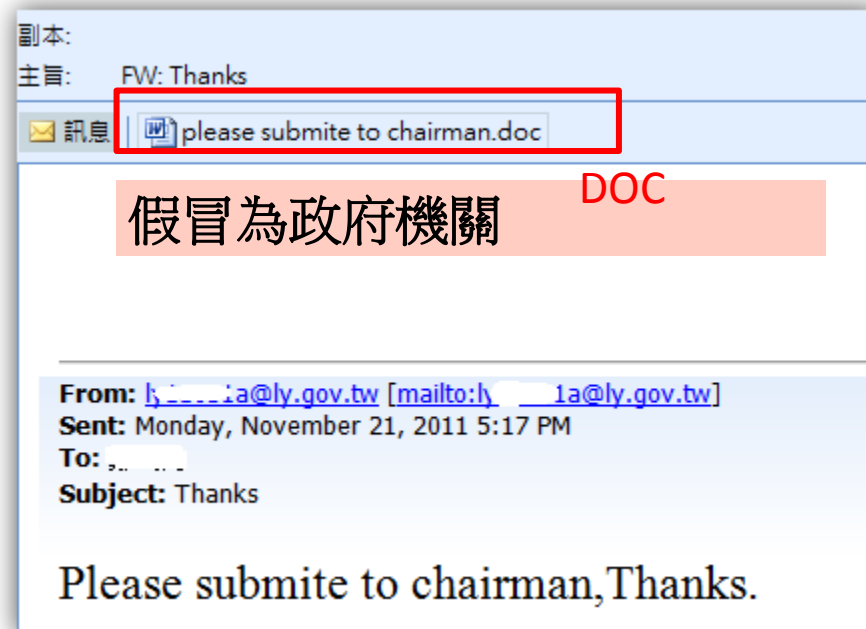 副本:
主旨: FW: Thanks
訊息 please submite to chairman.doc
DOC
假冒為政府機關
From: 1a@ly.gov.tw [mailto:ly 1a@ly.gov.tw]
Sent: Monday, November 21, 2011 5:17 PM
To:
Subject: Thanks
Please submite to chairman,Thanks.